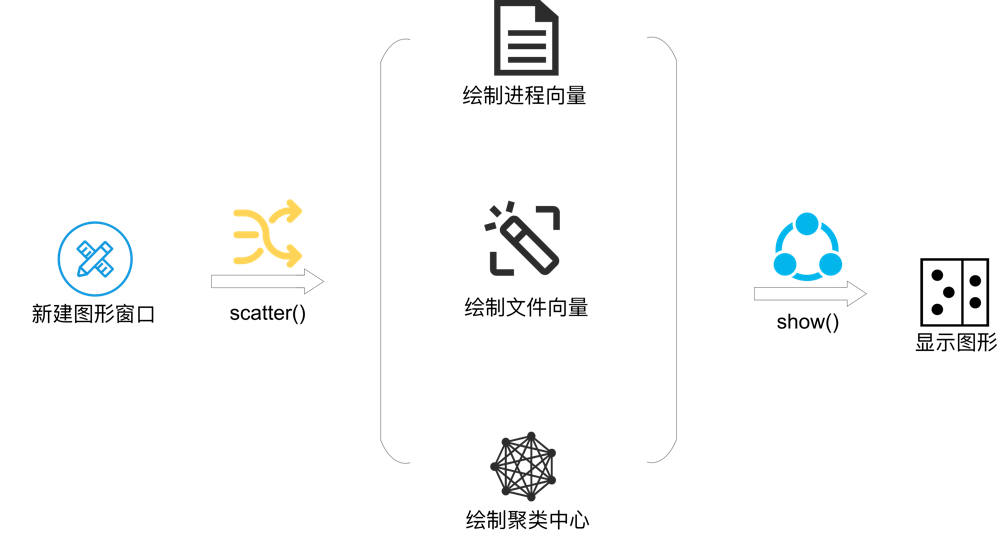 新建图形窗口
scatter()
绘制进程向量
绘制文件向量
绘制聚类中心
show()
显示图形